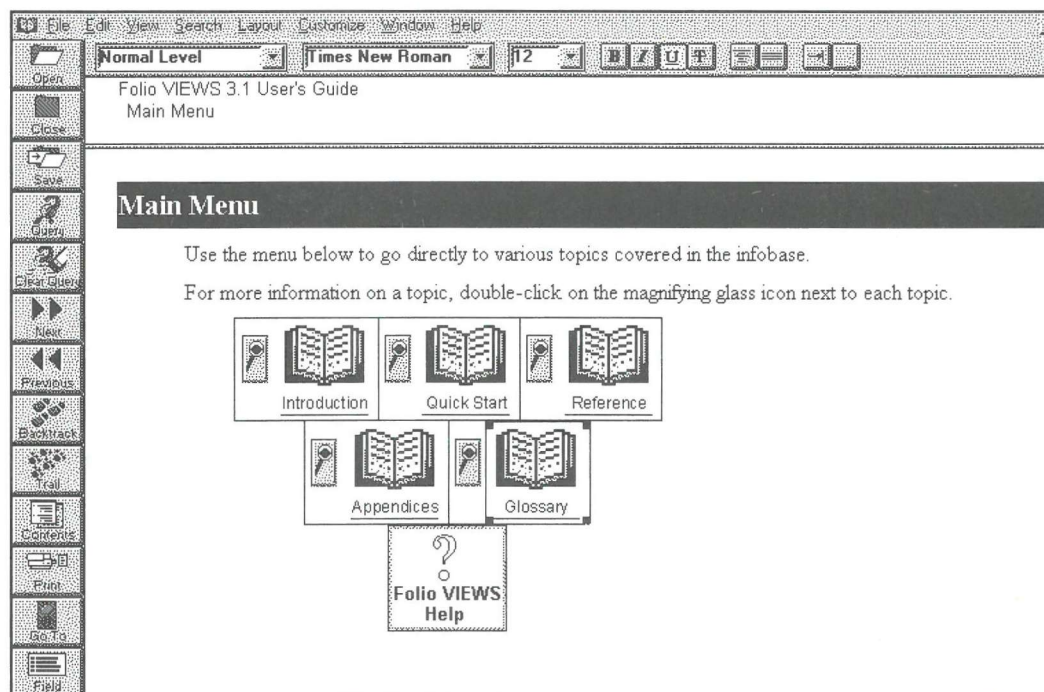 File Edit View Search Layout Customize Window Help
Open Normal Level Times New Roman 12 B I U T
Folio VIEWS 3.1 User's Guide
Main Menu
Close
Save
Query
Clear Query
Next
Previous
Backtrack
Trail
Contents
Print
Go To
Field
Main Menu
Use the menu below to go directly to various topics covered in the infobase.
For more information on a topic, double-click on the magnifying glass icon next to each topic.
Introduction Quick Start Reference
Appendices Glossary
?
Folio VIEWS
Help